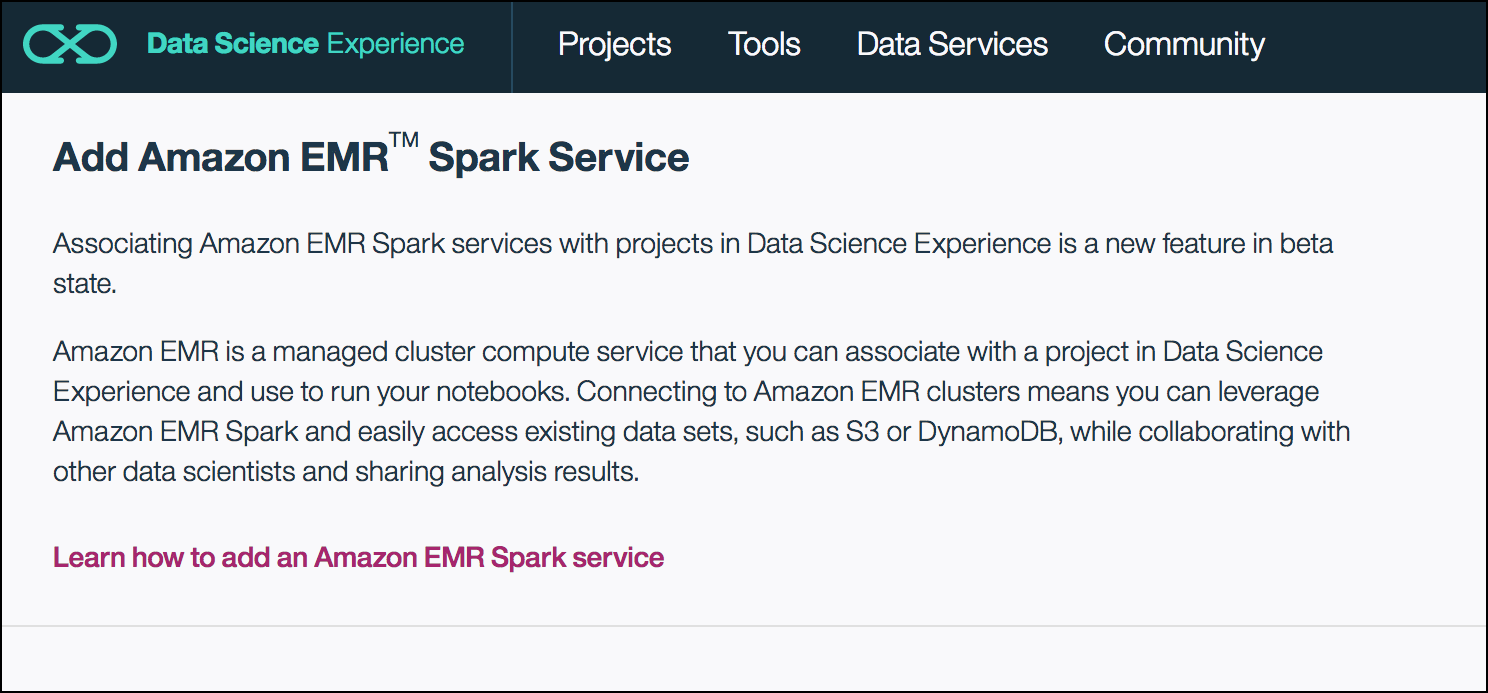 Data Science Experience Projects Tools Data Services Community
Add Amazon EMR™ Spark Service
Associating Amazon EMR Spark services with projects in Data Science Experience is a new feature in beta
state.
Amazon EMR is a managed cluster compute service that you can associate with a project in Data Science
Experience and use to run your notebooks. Connecting to Amazon EMR clusters means you can leverage
Amazon EMR Spark and easily access existing data sets, such as S3 or DynamoDB, while collaborating with
other data scientists and sharing analysis results.
Learn how to add an Amazon EMR Spark service